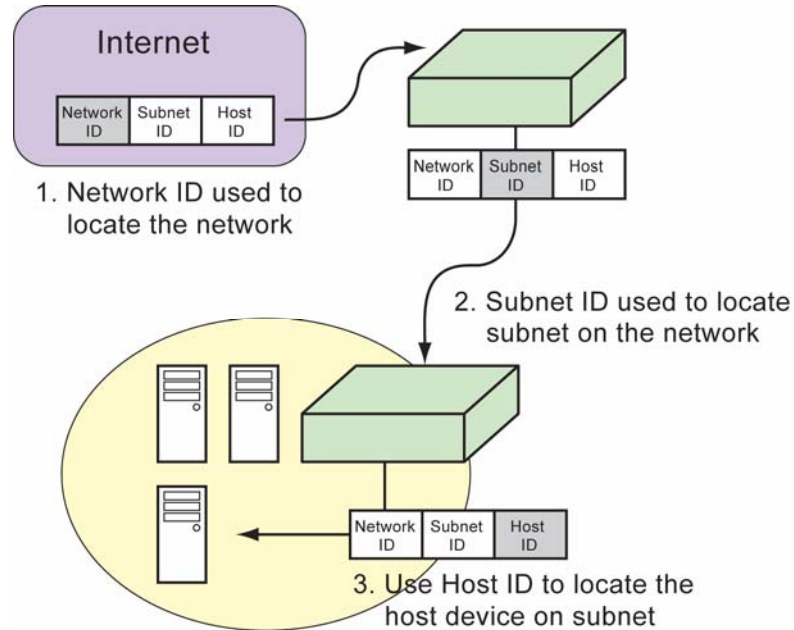 Internet
Network ID
Subnet ID
Host ID
1. Network ID used to
locate the network
Network ID
Subnet ID
Host ID
2. Subnet ID used to locate
subnet on the network
Network ID
Subnet ID
Host ID
3. Use Host ID to locate the
host device on subnet